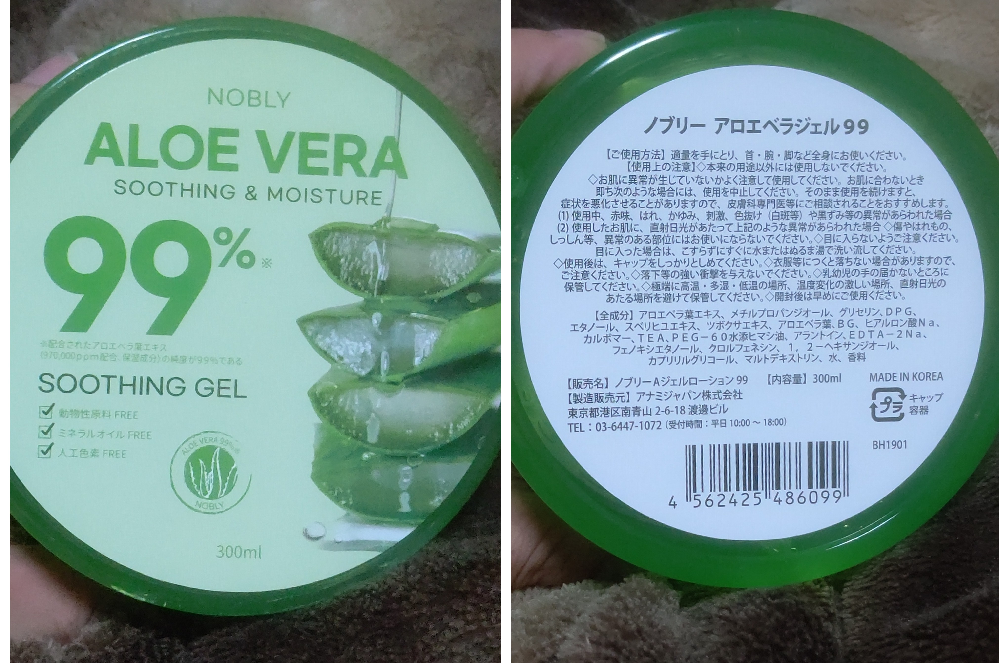 NOBLY
ALOE VERA
SOOTHING & MOISTURE
99%※
※配合されたアロエベラ葉エキス
(970,000ppm配合, 保湿成分)の純度が99%である
SOOTHING GEL
動物性原料 FREE
ミネラルオイル FREE
人工色素 FREE
ALOE VERA 99%
NOBLY
300ml
ノブリー アロエベラジェル99
【ご使用方法】適量を手にとり、首・腕・脚など全身にお使いください。
【使用上の注意】◇本来の用途以外には使用しないでください。
◇お肌に異常が生じていないかよく注意して使用してください。お肌に合わないとき
即ち次のような場合には、使用を中止してください。そのまま使用を続けますと、
症状を悪化させることがありますので、皮膚科専門医等にご相談されることをおすすめします。
(1) 使用中、赤味、はれ、かゆみ、刺激、色抜け(白斑等)や黒ずみ等の異常があらわれた場合
(2) 使用したお肌に、直射日光があたって上記のような異常があらわれた場合 ◇傷やはれもの、
しっしん等、異常のある部位にはお使いにならないでください。◇目に入らないようご注意ください。
目に入った場合は、こすらずにすぐに水またはぬるま湯で洗い流してください。
◇使用後は、キャップをしっかりとしめてください。◇衣服等につくと落ちない場合がありますので、
ご注意ください。◇落下等の強い衝撃を与えないでください。◇乳幼児の手の届かないところに
保管してください。◇極端に高温・多湿・低温の場所、温度変化の激しい場所、直射日光の
あたる場所を避けて保管してください。◇開封後は早めにご使用ください。
【全成分】アロエベラ葉エキス、メチルプロパンジオール、グリセリン、DPG、
エタノール、スベリヒユエキス、ツボクサエキス、アロエベラ葉、BG、ヒアルロン酸Na、
カルボマー、TEA、PEG－60水添ヒマシ油、アラントイン、EDTA－2Na、
フェノキシエタノール、クロルフェネシン、1，2－ヘキサンジオール、
カプリリルグリコール、マルトデキストリン、水、香料
【販売名】ノブリーAジェルローション99 【内容量】300ml
【製造販売元】アナミジャパン株式会社
東京都港区南青山 2-6-18 渡邊ビル
TEL：03-6447-1072 (受付時間：平日 10:00 〜 18:00)
MADE IN KOREA
プラ
キャップ
容器
BH1901
4 562425 486099